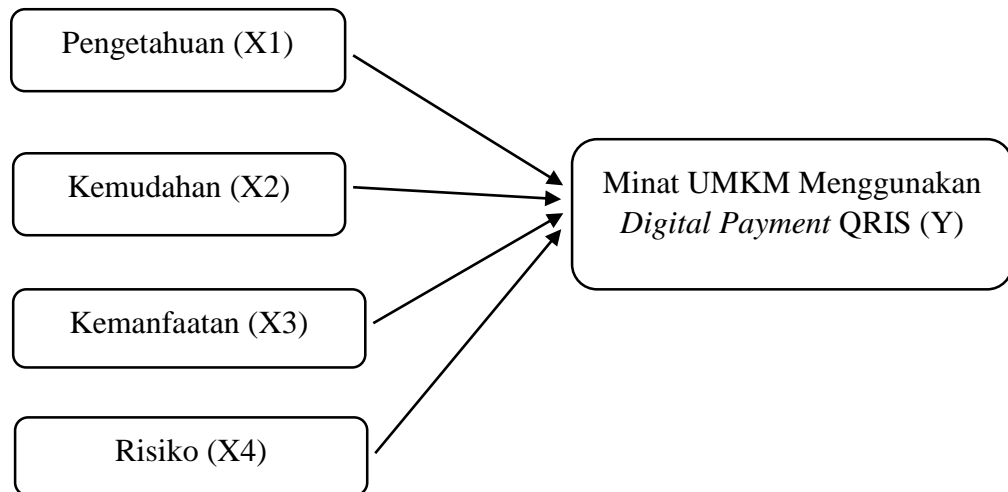 Pengetahuan (X1)
Kemudahan (X2)
Minat UMKM Menggunakan
Digital Payment QRIS (Y)
Kemanfaatan (X3)
Risiko (X4)